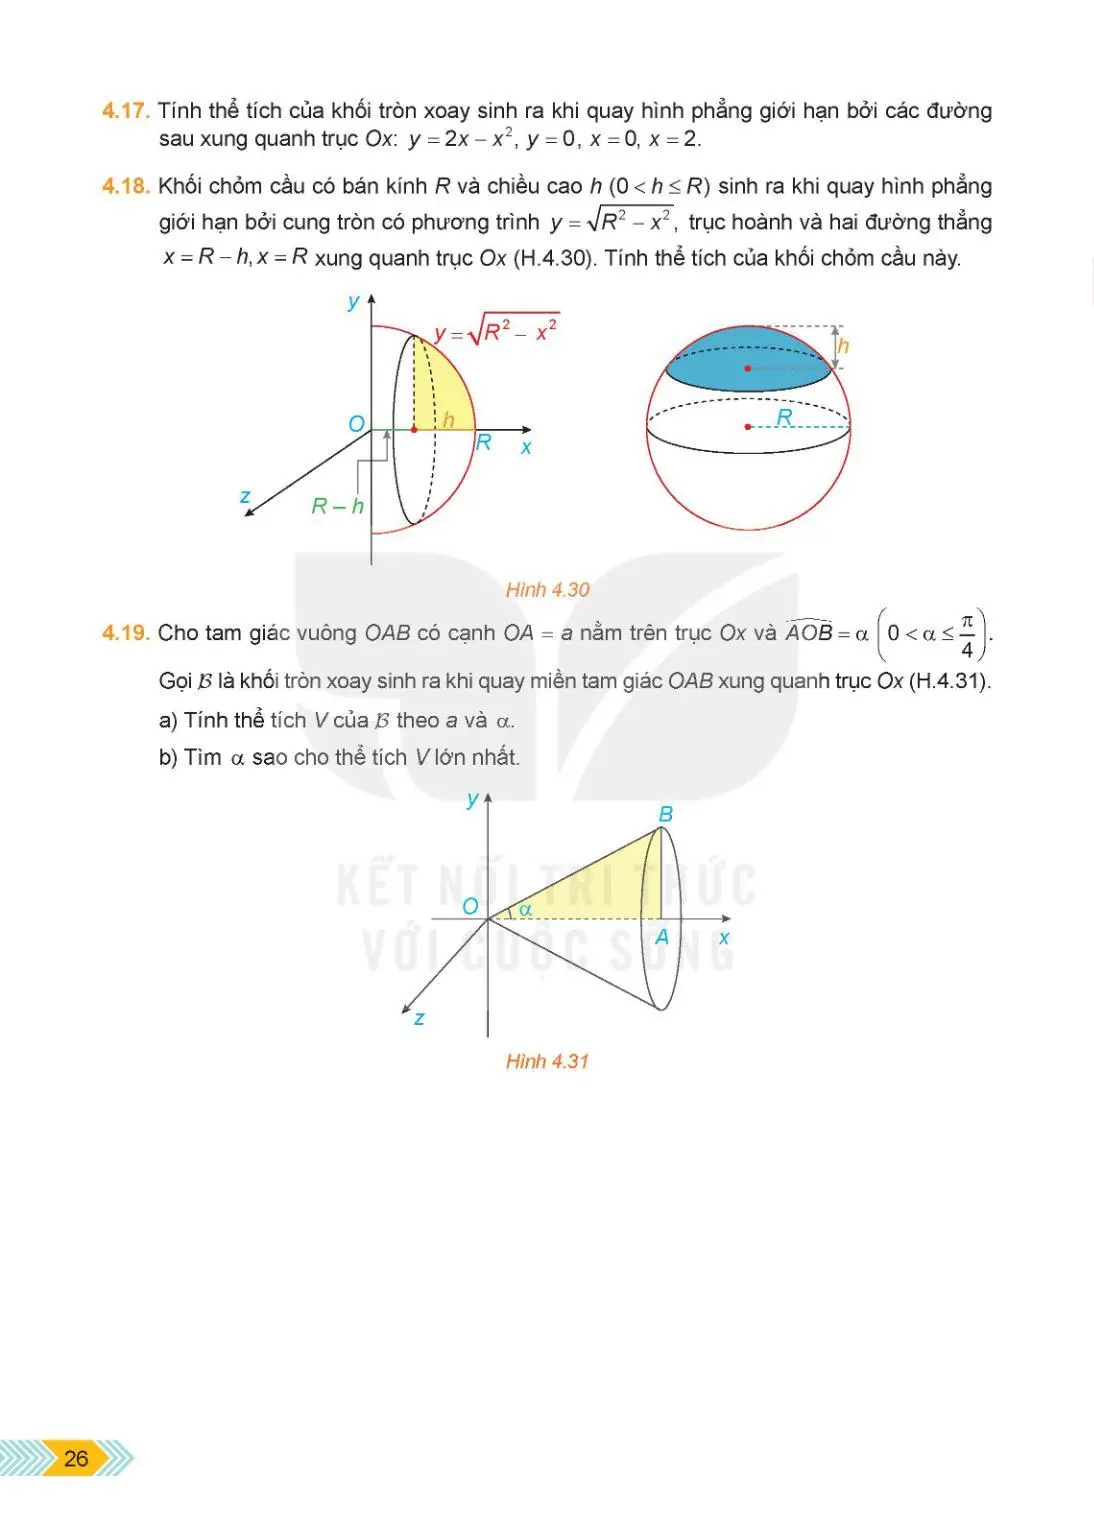 4.17. Tính thể tích của khối tròn xoay sinh ra khi quay hình phẳng giới hạn bởi các đường
sau xung quanh trục Ox: y = 2x – x², y = 0, x = 0, x = 2.
4.18. Khối chỏm cầu có bán kính R và chiều cao h (0 < h ≤ R) sinh ra khi quay hình phẳng
giới hạn bởi cung tròn có phương trình y = √(R² – x²), trục hoành và hai đường thẳng
x = R – h, x = R xung quanh trục Ox (H.4.30). Tính thể tích của khối chỏm cầu này.
y
y = √(R² – x²)
h
O
h
R
x
R
z
R – h
Hình 4.30
4.19. Cho tam giác vuông OAB có cạnh OA = a nằm trên trục Ox và AOB = α (0 < α ≤ π/4).
Gọi ℬ là khối tròn xoay sinh ra khi quay miền tam giác OAB xung quanh trục Ox (H.4.31).
a) Tính thể tích V của ℬ theo a và α.
b) Tìm α sao cho thể tích V lớn nhất.
y
B
KẾT NỐI TRI THỨC
O
α
A
x
VỚI CUỘC SỐNG
z
Hình 4.31
26